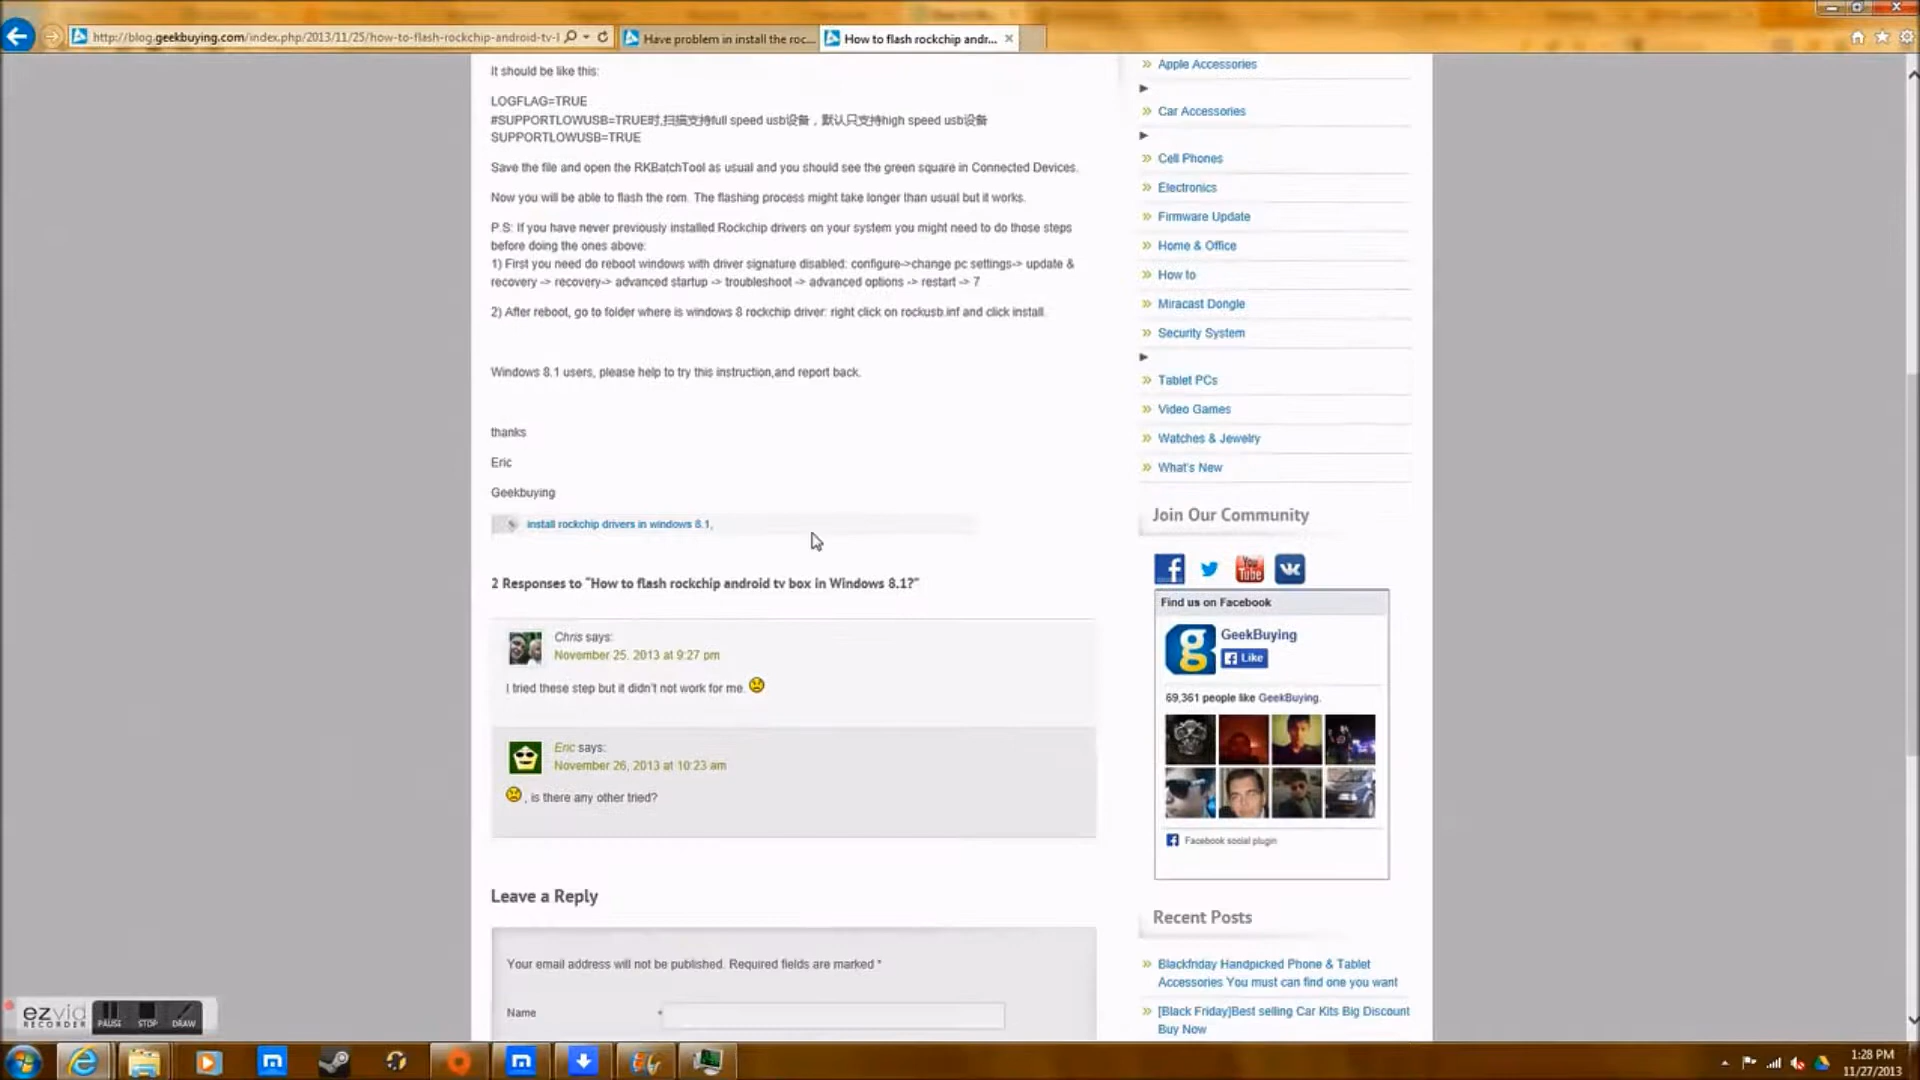 http://blog.geekbuying.com/index.php/2013/11/25/how-to-flash-rockchip-android-tv-l
Have problem in install the roc...
How to flash rockchip andr...
It should be like this:
LOGFLAG=TRUE
#SUPPORTLOWUSB=TRUE时,扫描支持full speed usb设备，默认只支持high speed usb设备
SUPPORTLOWUSB=TRUE
Save the file and open the RKBatchTool as usual and you should see the green square in Connected Devices.
Now you will be able to flash the rom. The flashing process might take longer than usual but it works.
P.S: If you have never previously installed Rockchip drivers on your system you might need to do those steps
before doing the ones above:
1) First you need do reboot windows with driver signature disabled: configure->change pc settings-> update &
recovery -> recovery-> advanced startup -> troubleshoot -> advanced options -> restart -> 7
2) After reboot, go to folder where is windows 8 rockchip driver: right click on rockusb.inf and click install.
Windows 8.1 users, please help to try this instruction,and report back.
thanks
Eric
Geekbuying
install rockchip drivers in windows 8.1,
2 Responses to “How to flash rockchip android tv box in Windows 8.1?”
Chris says:
November 25, 2013 at 9:27 pm
I tried these step but it didn't not work for me.
Eric says:
November 26, 2013 at 10:23 am
, is there any other tried?
Leave a Reply
Your email address will not be published. Required fields are marked *
Name *
Apple Accessories
Car Accessories
Cell Phones
Electronics
Firmware Update
Home & Office
How to
Miracast Dongle
Security System
Tablet PCs
Video Games
Watches & Jewelry
What's New
Join Our Community
You
Tube
Find us on Facebook
GeekBuying
Like
69,361 people like GeekBuying.
Facebook social plugin
Recent Posts
Blackfriday Handpicked Phone & Tablet
Accessories You must can find one you want
[Black Friday]Best selling Car Kits Big Discount
Buy Now
ezvid
RECORDER
PAUSE
STOP
DRAW
1:28 PM
11/27/2013